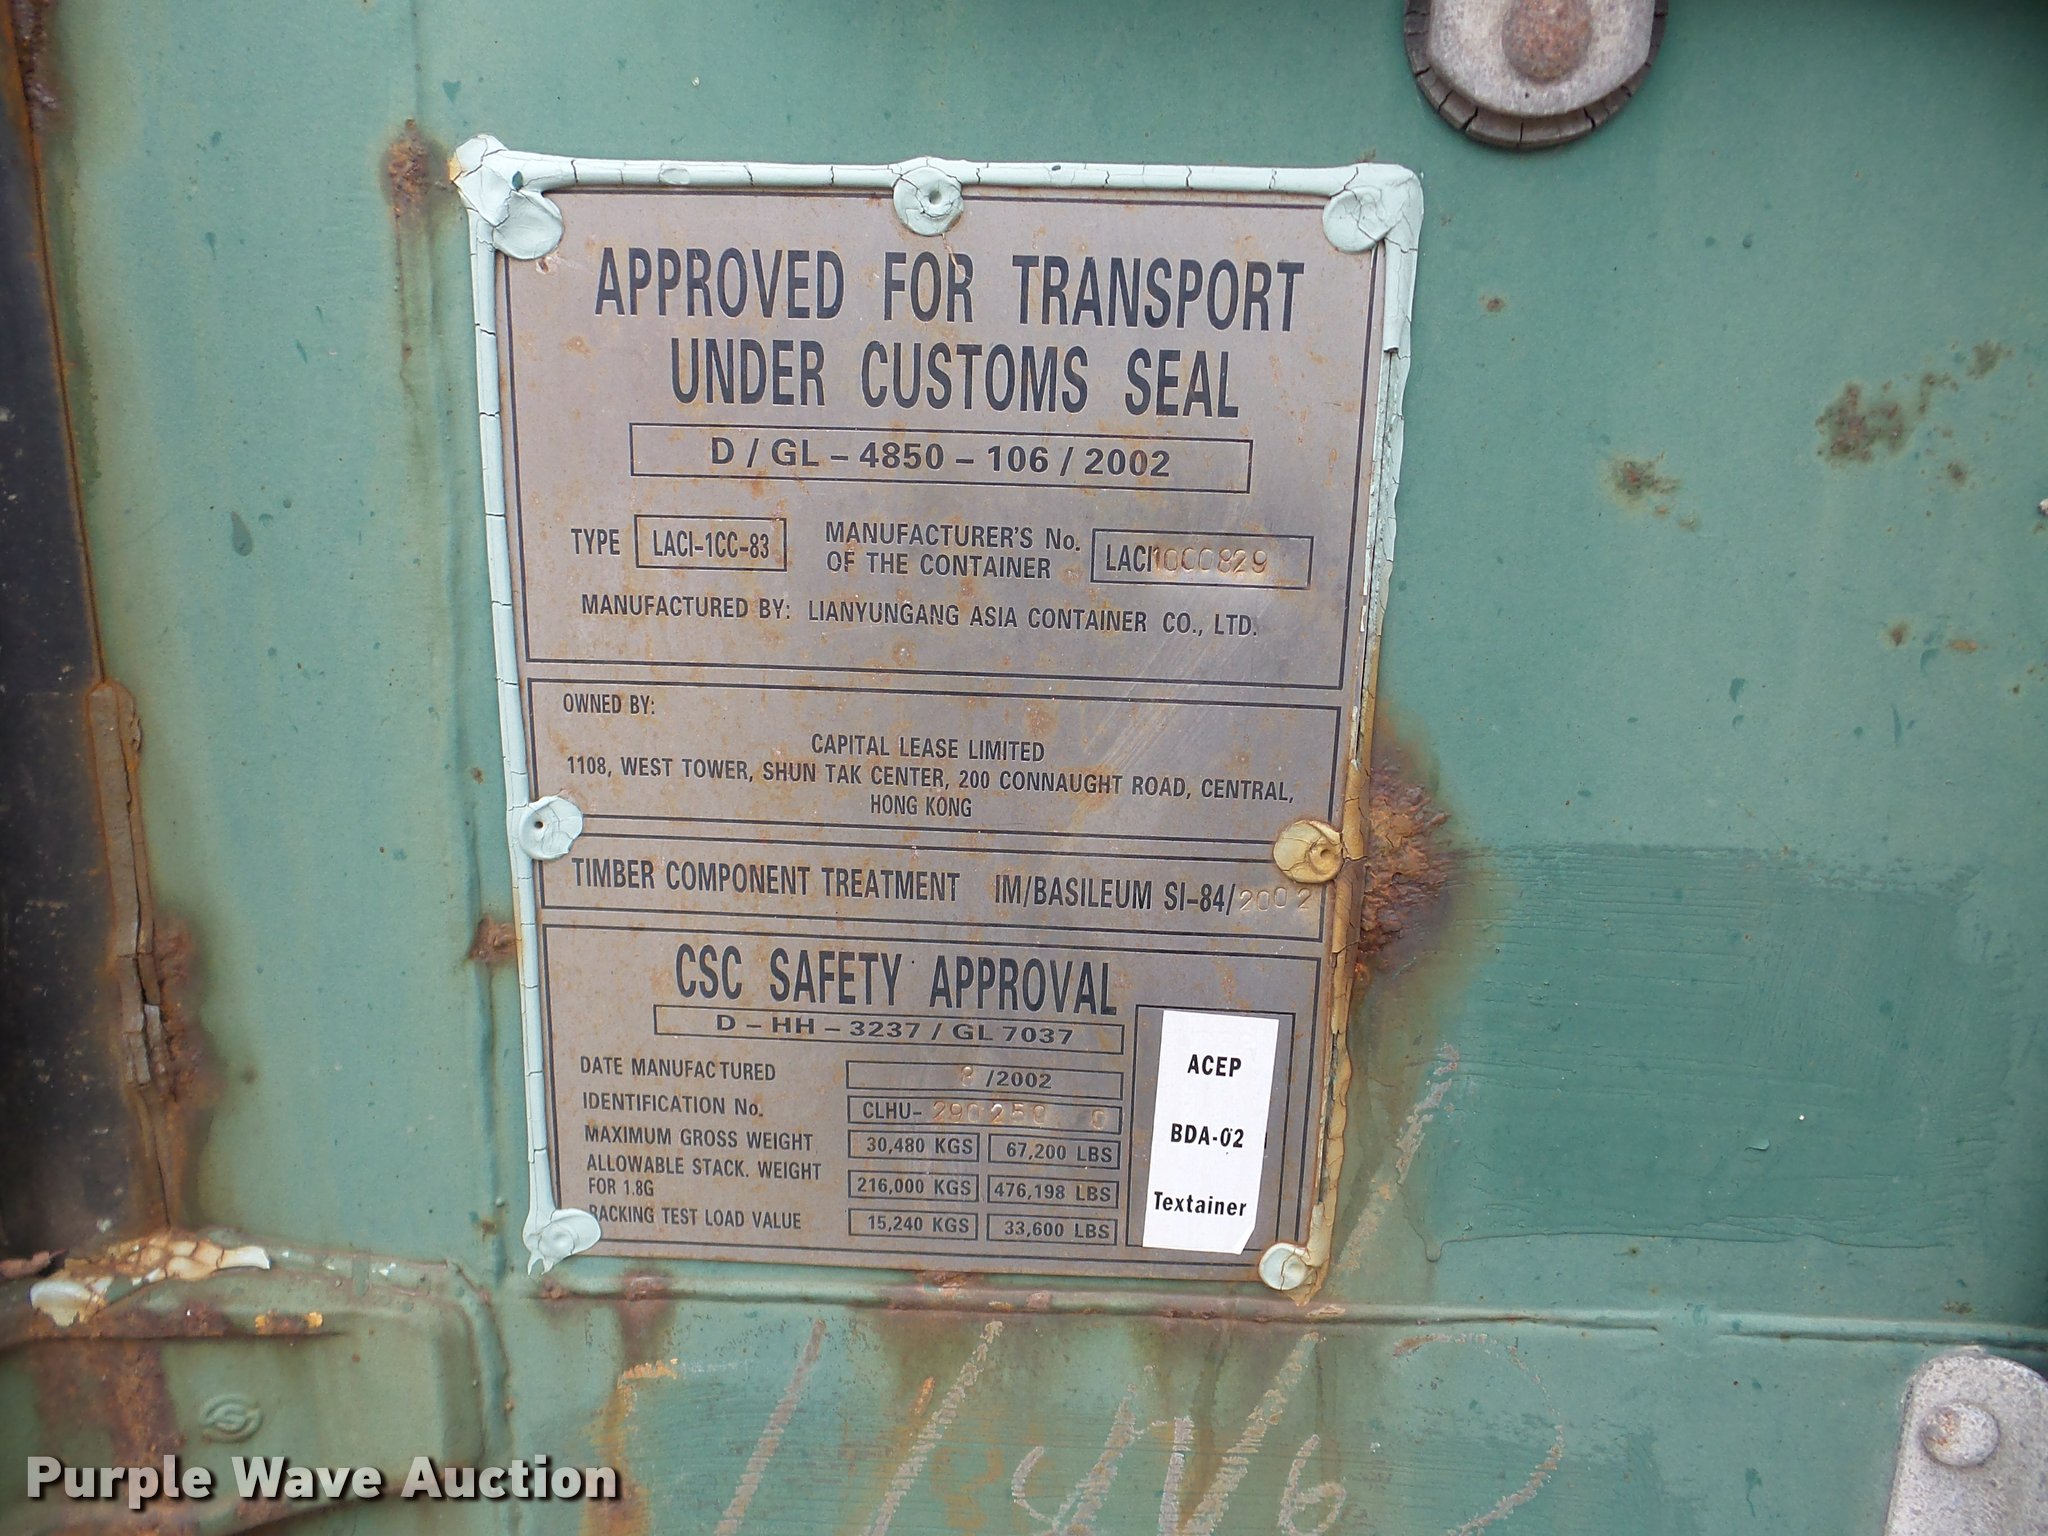 APPROVED FOR TRANSPORT
UNDER CUSTOMS SEAL
D / GL – 4850 – 106 / 2002
TYPE LACI-1CC-83 MANUFACTURER'S No. OF THE CONTAINER LACI1000829
MANUFACTURED BY: LIANYUNGANG ASIA CONTAINER CO., LTD.
OWNED BY:
CAPITAL LEASE LIMITED
1108, WEST TOWER, SHUN TAK CENTER, 200 CONNAUGHT ROAD, CENTRAL,
HONG KONG
TIMBER COMPONENT TREATMENT IM/BASILEUM SI-84/2002
CSC SAFETY APPROVAL
D – HH – 3237 / GL 7037
DATE MANUFACTURED 8 /2002
IDENTIFICATION No. CLHU- 290250 0
MAXIMUM GROSS WEIGHT 30,480 KGS 67,200 LBS
ALLOWABLE STACK. WEIGHT
FOR 1.8G 216,000 KGS 476,198 LBS
RACKING TEST LOAD VALUE 15,240 KGS 33,600 LBS
ACEP
BDA-02
Textainer
Purple Wave Auction